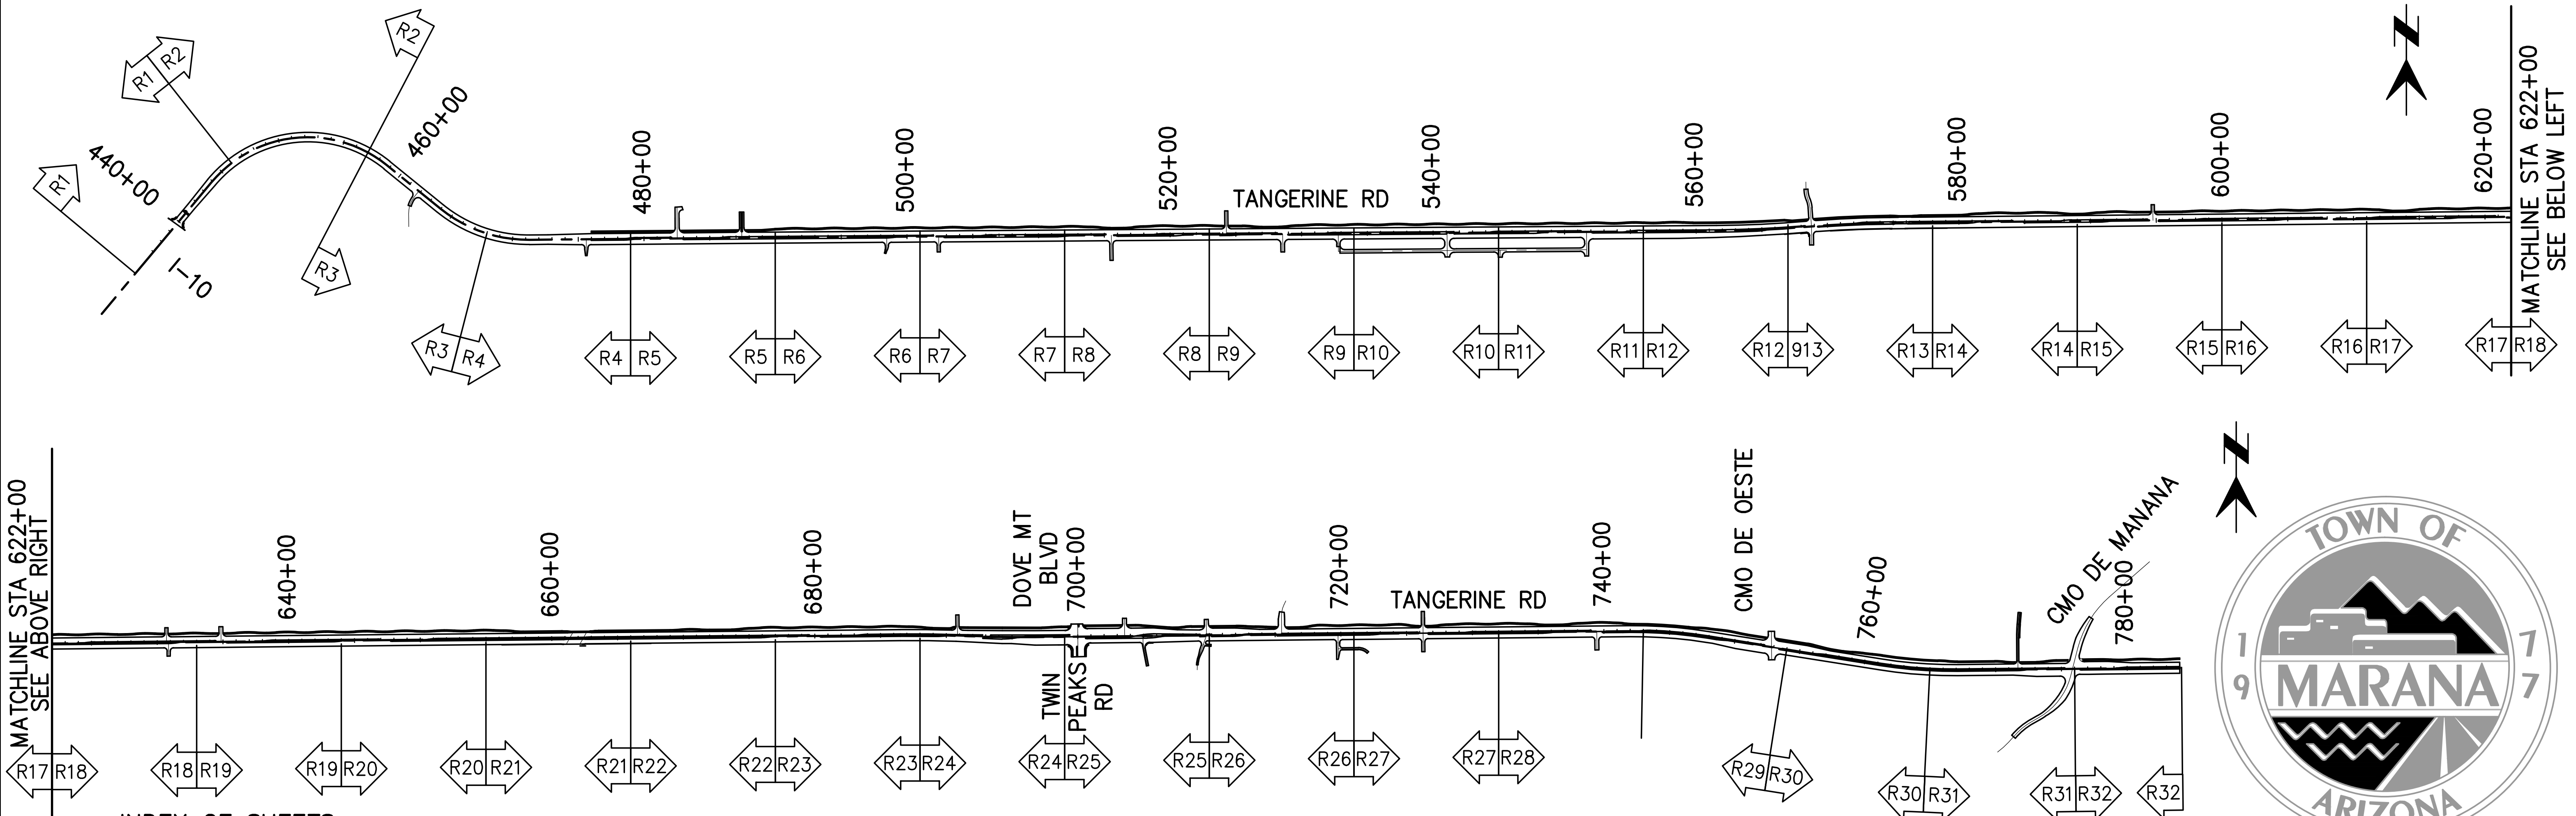 R1 R2
R2
R1
440+00
460+00
I-10
R3
R3 R4
480+00
500+00
520+00
TANGERINE RD
540+00
560+00
580+00
600+00
620+00
N
MATCHLINE STA 622+00
SEE BELOW LEFT
R4 R5
R5 R6
R6 R7
R7 R8
R8 R9
R9 R10
R10 R11
R11 R12
R12 913
R13 R14
R14 R15
R15 R16
R16 R17
R17 R18
MATCHLINE STA 622+00
SEE ABOVE RIGHT
640+00
660+00
680+00
DOVE MT
BLVD
700+00
TWIN
PEAKS
RD
720+00
TANGERINE RD
740+00
CMO DE OESTE
760+00
CMO DE MANANA
780+00
N
R17 R18
R18 R19
R19 R20
R20 R21
R21 R22
R22 R23
R23 R24
R24 R25
R25 R26
R26 R27
R27 R28
R29 R30
R30 R31
R31 R32
R32
TOWN OF
19 77
MARANA
ARIZONA
INDEX OF SHEETS